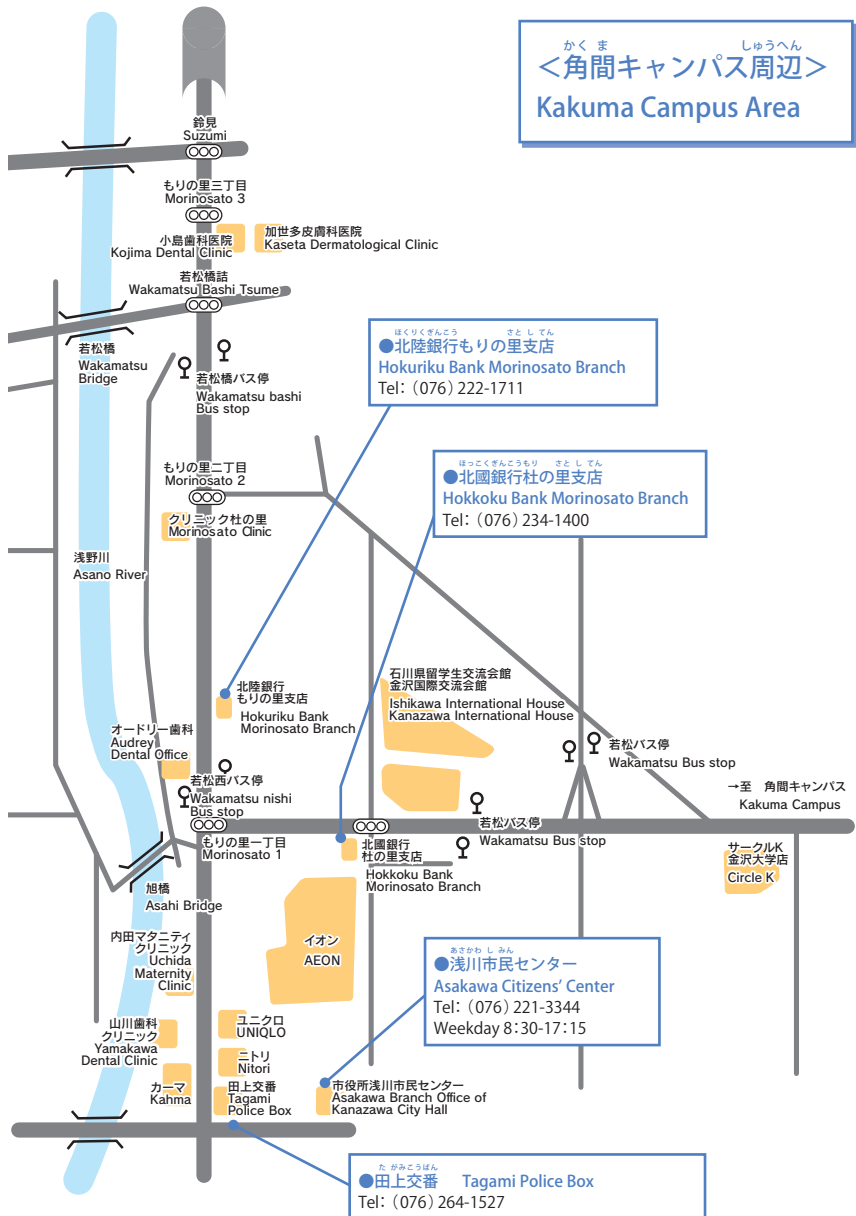 かくま しゅうへん
＜角間キャンパス周辺＞
Kakuma Campus Area
鈴見
Suzumi
もりの里三丁目
Morinosato 3
小島歯科医院
Kojima Dental Clinic
加世多皮膚科医院
Kaseta Dermatological Clinic
若松橋詰
Wakamatsu Bashi Tsume
若松橋
Wakamatsu
Bridge
若松橋バス停
Wakamatsu bashi
Bus stop
ほくりくぎんこう さとしてん
●北陸銀行もりの里支店
Hokuriku Bank Morinosato Branch
Tel:（076）222-1711
もりの里二丁目
Morinosato 2
ほっこくぎんこうもり さとしてん
●北國銀行杜の里支店
Hokkoku Bank Morinosato Branch
Tel:（076）234-1400
クリニック杜の里
Morinosato Clinic
浅野川
Asano River
北陸銀行
もりの里支店
Hokuriku Bank
Morinosato Branch
石川県留学生交流会館
金沢国際交流会館
Ishikawa International House
Kanazawa International House
オードリー歯科
Audrey
Dental Office
若松バス停
Wakamatsu Bus stop
若松西バス停
Wakamatsu nishi
Bus stop
→至 角間キャンパス
Kakuma Campus
若松バス停
Wakamatsu Bus stop
もりの里一丁目
Morinosato 1
北國銀行
杜の里支店
Hokkoku Bank
Morinosato Branch
サークルK
金沢大学店
Circle K
旭橋
Asahi Bridge
イオン
AEON
内田マタニティ
クリニック
Uchida
Maternity
Clinic
あさかわしみん
●浅川市民センター
Asakawa Citizens’ Center
Tel:（076）221-3344
Weekday 8:30-17:15
山川歯科
クリニック
Yamakawa
Dental Clinic
ユニクロ
UNIQLO
ニトリ
Nitori
カーマ
Kahma
田上交番
Tagami
Police Box
市役所浅川市民センター
Asakawa Branch Office of
Kanazawa City Hall
たがみこうばん
●田上交番 Tagami Police Box
Tel:（076）264-1527